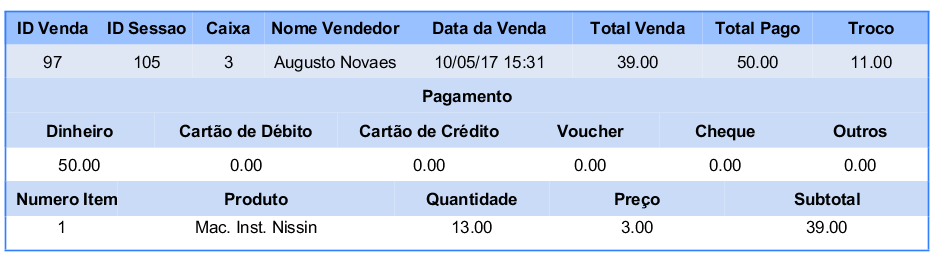 ID Venda ID Sessao Caixa Nome Vendedor Data da Venda Total Venda Total Pago Troco
97 105 3 Augusto Novaes 10/05/17 15:31 39.00 50.00 11.00
Pagamento
Dinheiro Cartão de Débito Cartão de Crédito Voucher Cheque Outros
50.00 0.00 0.00 0.00 0.00 0.00
Numero Item Produto Quantidade Preço Subtotal
1 Mac. Inst. Nissin 13.00 3.00 39.00